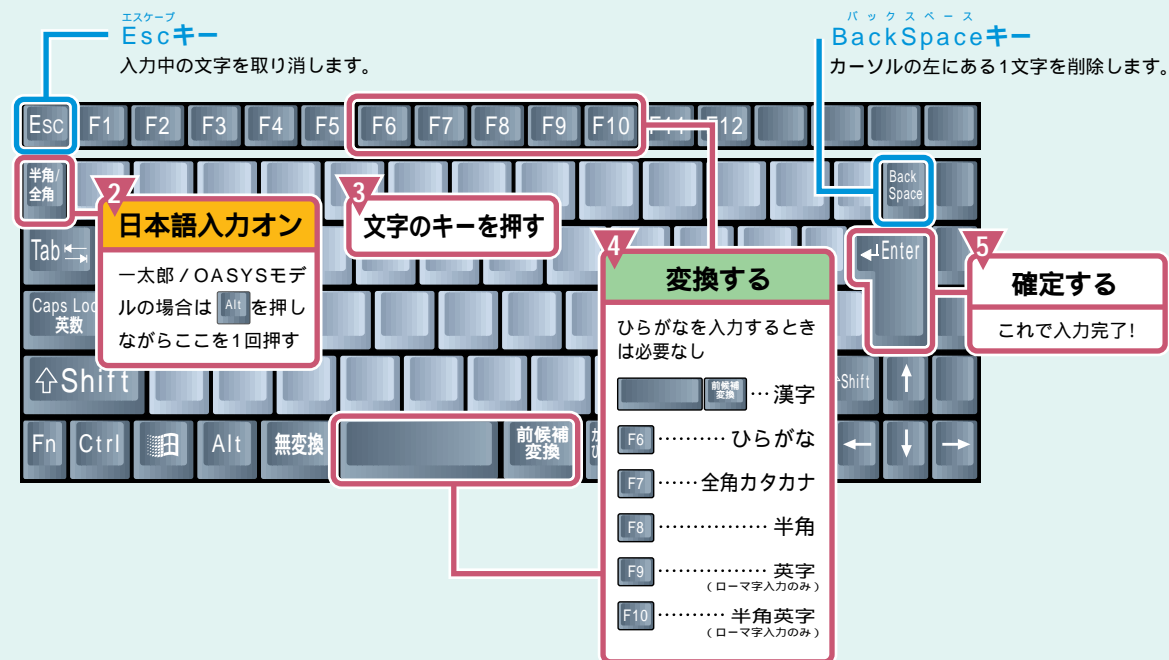 エスケープ
Escキー
入力中の文字を取り消します。
バックスペース
BackSpaceキー
カーソルの左にある1文字を削除します。
Esc F1 F2 F3 F4 F5 F6 F7 F8 F9 F10 F11 F12
半角/
全角
Back
Space
2
日本語入力オン
一太郎/OASYSモデ
ルの場合は Alt を押し
ながらここを1回押す
3
文字のキーを押す
4
変換する
ひらがなを入力するとき
は必要なし
前候補
変換 …漢字
F6 ………ひらがな
F7 ……全角カタカナ
F8 ……………半角
F9 ……………英字
(ローマ字入力のみ)
F10 ………半角英字
(ローマ字入力のみ)
5
確定する
これで入力完了!
Tab
Enter
Caps Loc
英数
Shift
Shift ↑
Fn Ctrl Alt 無変換
前候補
変換
← ↓ →